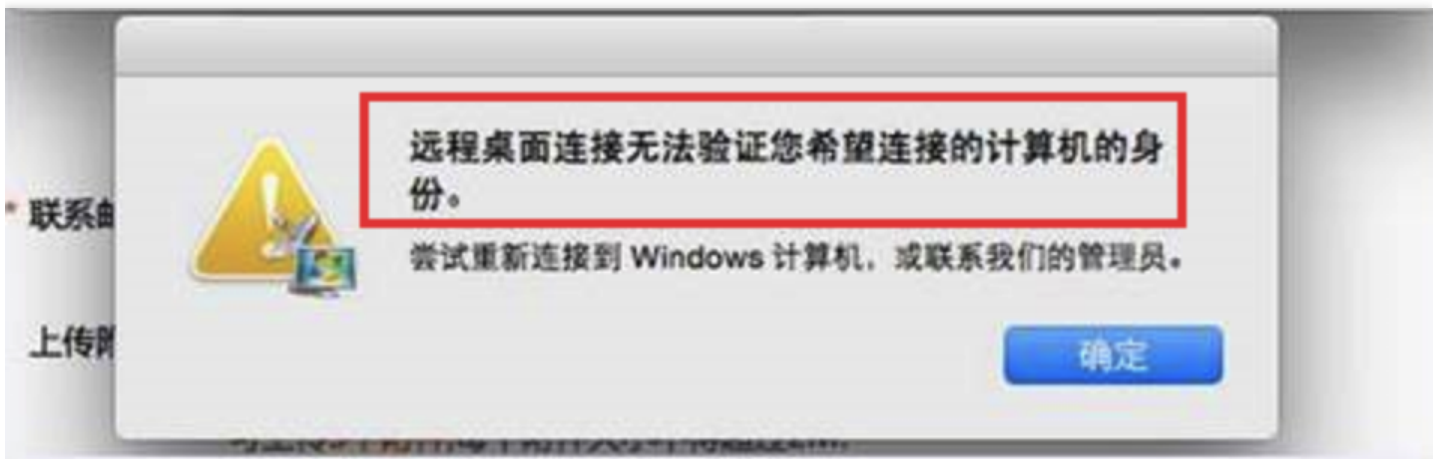 远程桌面连接无法验证您希望连接的计算机的身
份。
* 联系
尝试重新连接到 Windows 计算机，或联系我们的管理员。
上传
确定